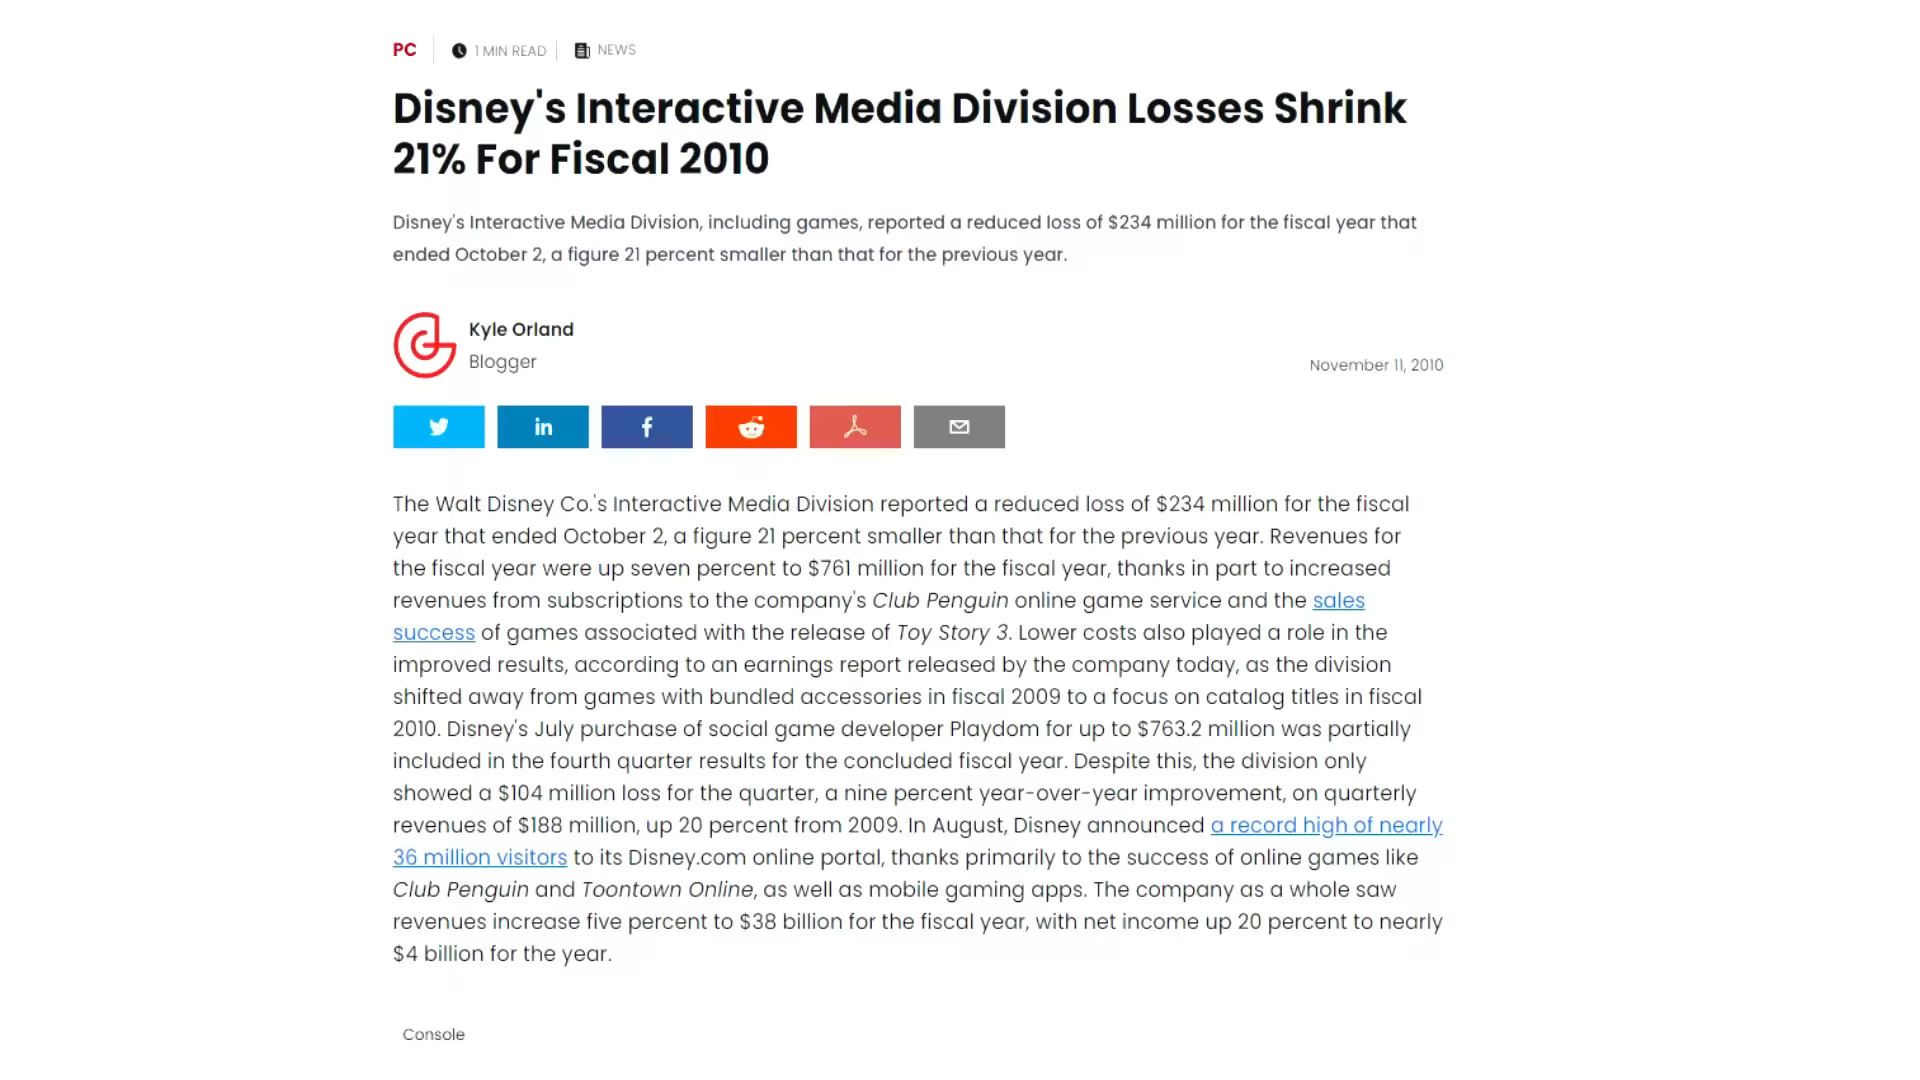 PC
1 MIN READ
NEWS
Disney's Interactive Media Division Losses Shrink
21% For Fiscal 2010
Disney's Interactive Media Division, including games, reported a reduced loss of $234 million for the fiscal year that
ended October 2, a figure 21 percent smaller than that for the previous year.
Kyle Orland
Blogger
November 11, 2010
The Walt Disney Co.'s Interactive Media Division reported a reduced loss of $234 million for the fiscal
year that ended October 2, a figure 21 percent smaller than that for the previous year. Revenues for
the fiscal year were up seven percent to $761 million for the fiscal year, thanks in part to increased
revenues from subscriptions to the company's Club Penguin online game service and the sales
success of games associated with the release of Toy Story 3. Lower costs also played a role in the
improved results, according to an earnings report released by the company today, as the division
shifted away from games with bundled accessories in fiscal 2009 to a focus on catalog titles in fiscal
2010. Disney's July purchase of social game developer Playdom for up to $763.2 million was partially
included in the fourth quarter results for the concluded fiscal year. Despite this, the division only
showed a $104 million loss for the quarter, a nine percent year-over-year improvement, on quarterly
revenues of $188 million, up 20 percent from 2009. In August, Disney announced a record high of nearly
36 million visitors to its Disney.com online portal, thanks primarily to the success of online games like
Club Penguin and Toontown Online, as well as mobile gaming apps. The company as a whole saw
revenues increase five percent to $38 billion for the fiscal year, with net income up 20 percent to nearly
$4 billion for the year.
Console